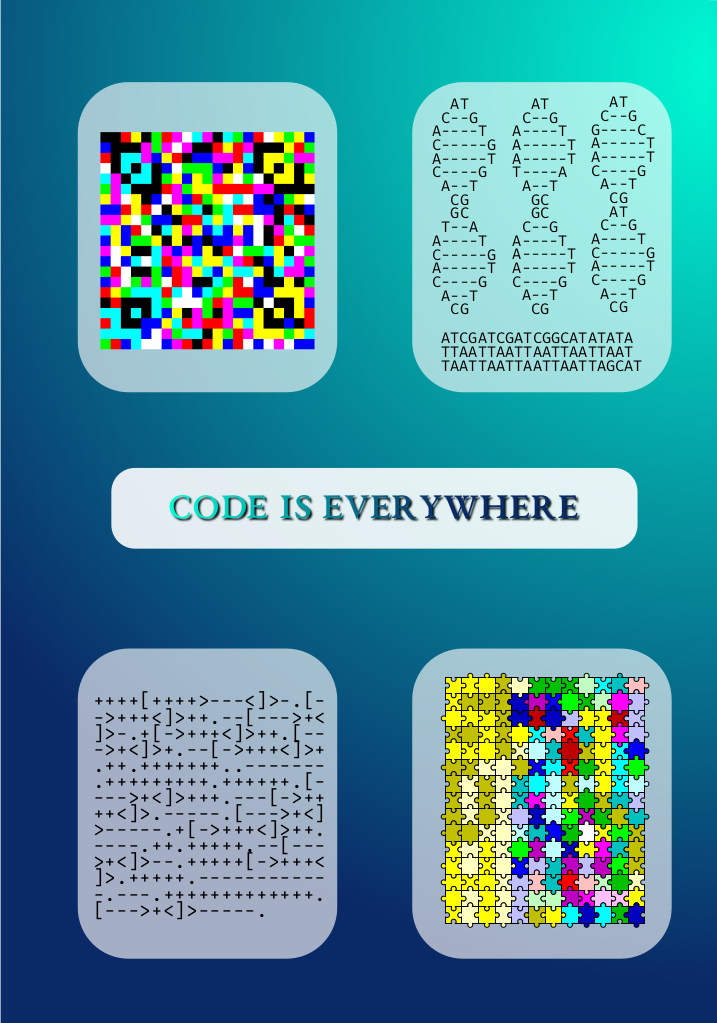 AT AT AT
C--G C--G C--G
A----T A----T G----C
C-----G A-----T A-----T
A-----T A-----T A-----T
C----G T----A C----G
A--T A--T A--T
CG GC CG
GC GC AT
T--A C--G C--G
A----T A----T A----T
C-----G A-----T C-----G
A-----T A-----T A-----T
C----G C----G C----G
A--T A--T A--T
CG CG CG
ATCGATCGATCGGCATATATA
TTAATTAATTAATTAATTAAT
TAATTAATTAATTAATTAGCAT
CODE IS EVERYWHERE
++++[++++>---<]>-.[-
->+++<]>++.--[--->+<
]>-.+[->+++<]>++.[--
->+<]>+.--[->+++<]>+
.++.++++++++..-------
.+++++++++.++++++.[-
--->+<]>+++.---[->++
++<]>.------.[--->+<]
>-----.+[->+++<]>++.
-----.++.++++++.--[--
>+<]>--.+++++[->+++<
]>.+++++.------------
-.---.+++++++++++++.
[--->+<]>-----.